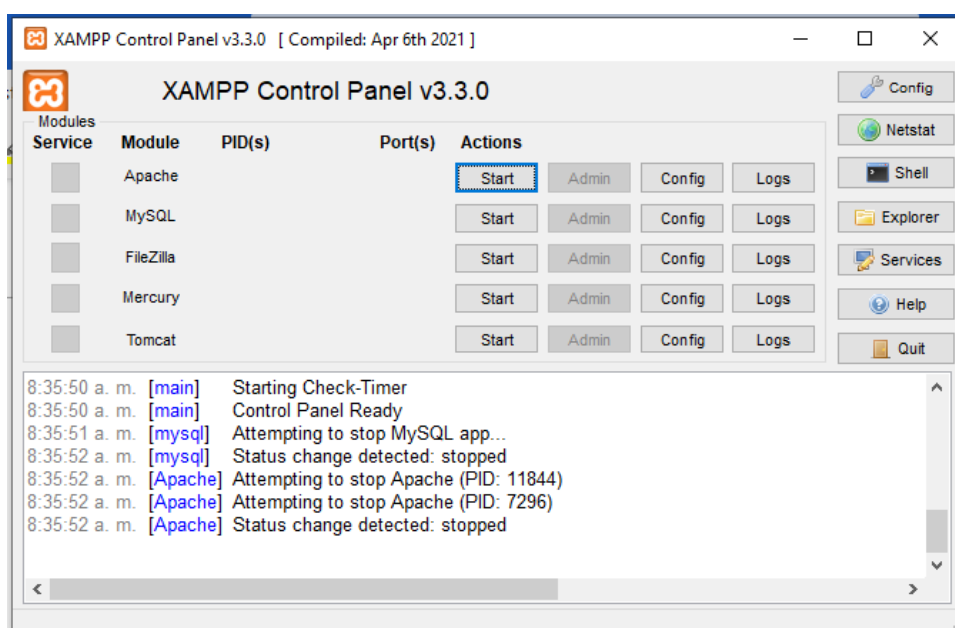 XAMPP Control Panel v3.3.0 [ Compiled: Apr 6th 2021 ]
XAMPP Control Panel v3.3.0
Config
Netstat
Shell
Explorer
Services
Help
Quit
Modules
Service Module PID(s) Port(s) Actions
Apache Start Admin Config Logs
MySQL Start Admin Config Logs
FileZilla Start Admin Config Logs
Mercury Start Admin Config Logs
Tomcat Start Admin Config Logs
8:35:50 a. m. [main] Starting Check-Timer
8:35:50 a. m. [main] Control Panel Ready
8:35:51 a. m. [mysql] Attempting to stop MySQL app...
8:35:52 a. m. [mysql] Status change detected: stopped
8:35:52 a. m. [Apache] Attempting to stop Apache (PID: 11844)
8:35:52 a. m. [Apache] Attempting to stop Apache (PID: 7296)
8:35:52 a. m. [Apache] Status change detected: stopped